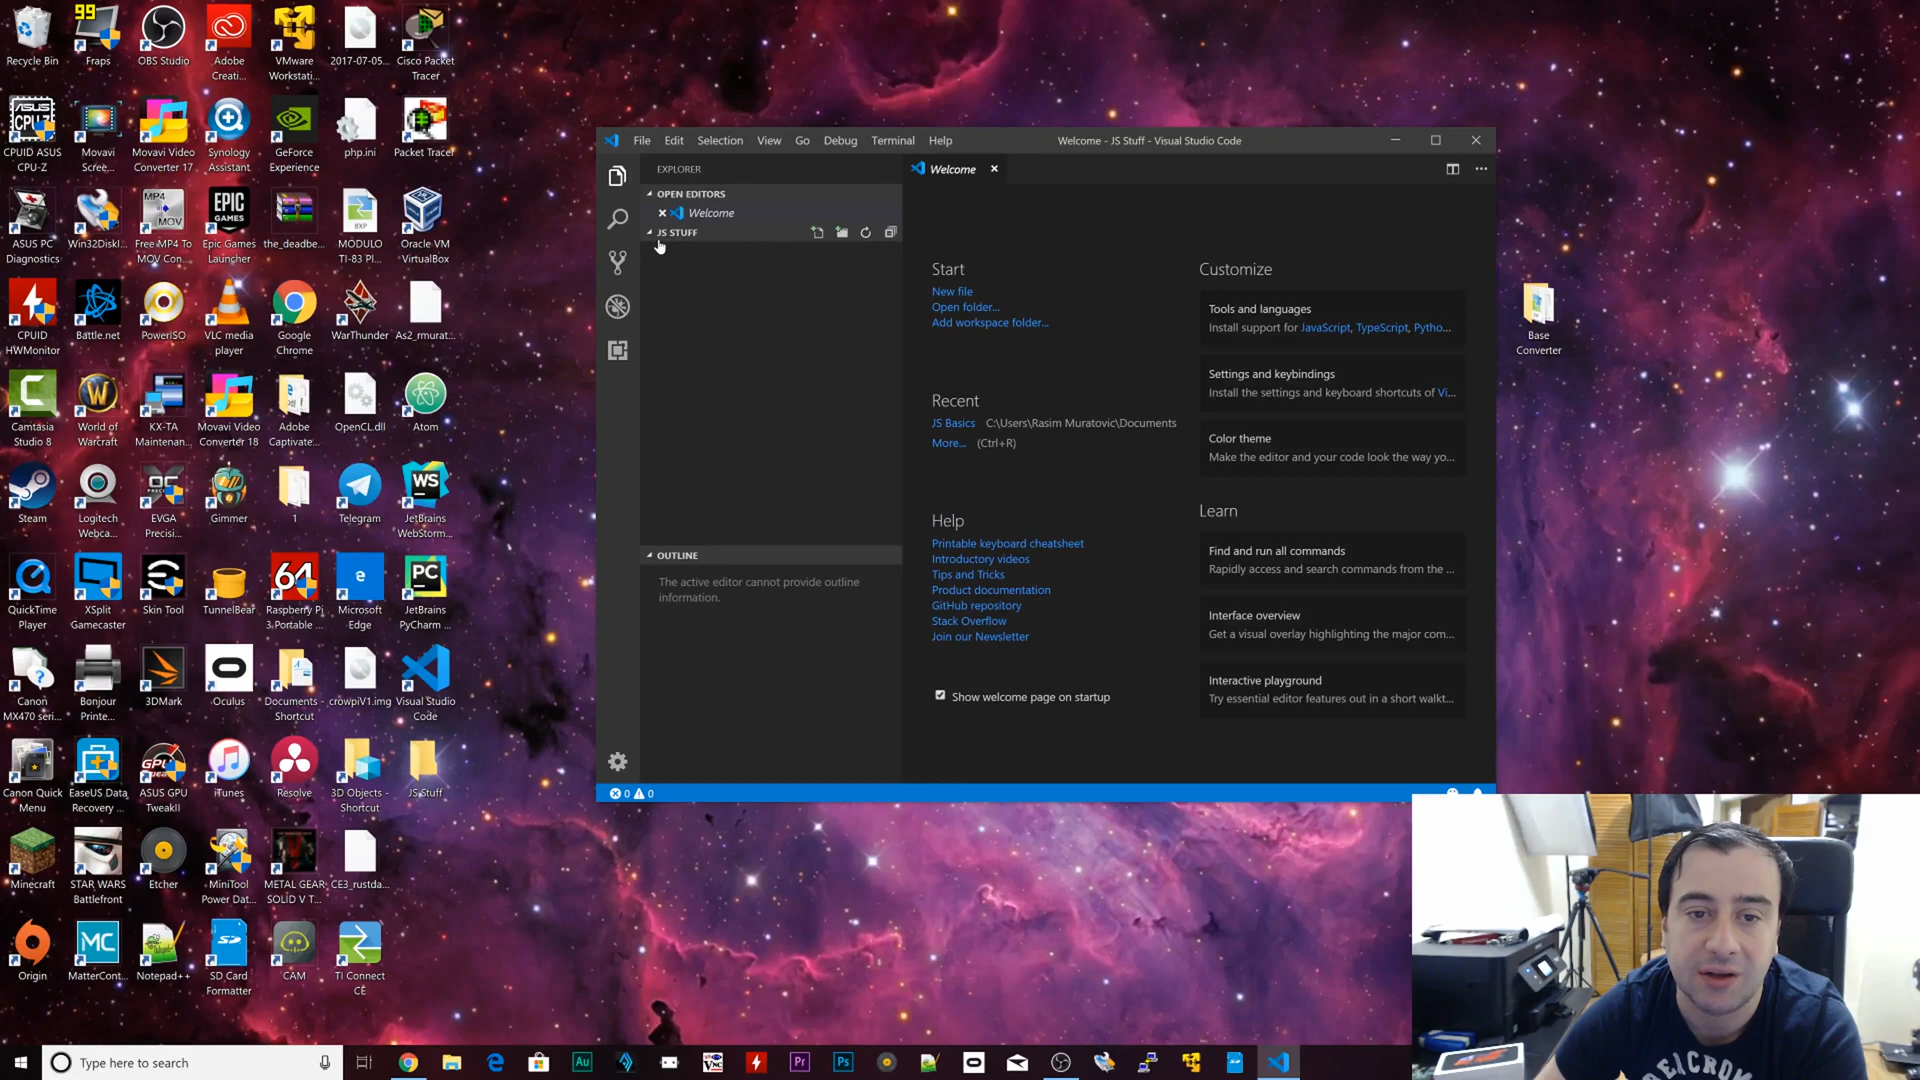 99
Recycle Bin
Fraps
OBS Studio
Adobe
Creati...
VMware
Workstati...
2017-07-05...
Cisco Packet
Tracer
CPUID ASUS
CPU-Z
Movavi
Scree...
Movavi Video
Converter 17
Synology
Assistant
GeForce
Experience
php.ini
Packet Tracer
ASUS PC
Diagnostics
Win32DiskI...
Free MP4 To
MOV Con...
Epic Games
Launcher
the_deadbe...
MODULO
TI-83 Pl...
Oracle VM
VirtualBox
CPUID
HWMonitor
Battle.net
PowerISO
VLC media
player
Google
Chrome
WarThunder
As2_rmurat...
Camtasia
Studio 8
World of
Warcraft
KX-TA
Maintenan...
Movavi Video
Converter 18
Adobe
Captivate...
OpenCL.dll
Atom
Steam
Logitech
Webca...
EVGA
Precisi...
Gimmer
1
Telegram
JetBrains
WebStorm...
QuickTime
Player
XSplit
Gamecaster
Skin Tool
TunnelBear
Raspberry Pi
3 Portable ...
Microsoft
Edge
JetBrains
PyCharm ...
Canon
MX470 seri...
Bonjour
Printe...
3DMark
Oculus
Documents -
Shortcut
crowpiV1.img
Visual Studio
Code
Canon Quick
Menu
EaseUS Data
Recovery ...
ASUS GPU
TweakII
iTunes
Resolve
3D Objects -
Shortcut
JS Stuff
Minecraft
STAR WARS
Battlefront
Etcher
MiniTool
Power Dat...
METAL GEAR
SOLID V T...
CE3_rustda...
Origin
MatterCont...
Notepad++
SD Card
Formatter
CAM
TI Connect
CE
File Edit Selection View Go Debug Terminal Help
Welcome - JS Stuff - Visual Studio Code
EXPLORER
OPEN EDITORS
Welcome
JS STUFF
OUTLINE
The active editor cannot provide outline
information.
Welcome
Start
New file
Open folder...
Add workspace folder...
Recent
JS Basics C:\Users\Rasim Muratovic\Documents
More... (Ctrl+R)
Help
Printable keyboard cheatsheet
Introductory videos
Tips and Tricks
Product documentation
GitHub repository
Stack Overflow
Join our Newsletter
Show welcome page on startup
Customize
Tools and languages
Install support for JavaScript, TypeScript, Pytho...
Settings and keybindings
Install the settings and keyboard shortcuts of Vi...
Color theme
Make the editor and your code look the way yo...
Learn
Find and run all commands
Rapidly access and search commands from the ...
Interface overview
Get a visual overlay highlighting the major com...
Interactive playground
Try essential editor features out in a short walkt...
0 0
Base
Converter
Type here to search